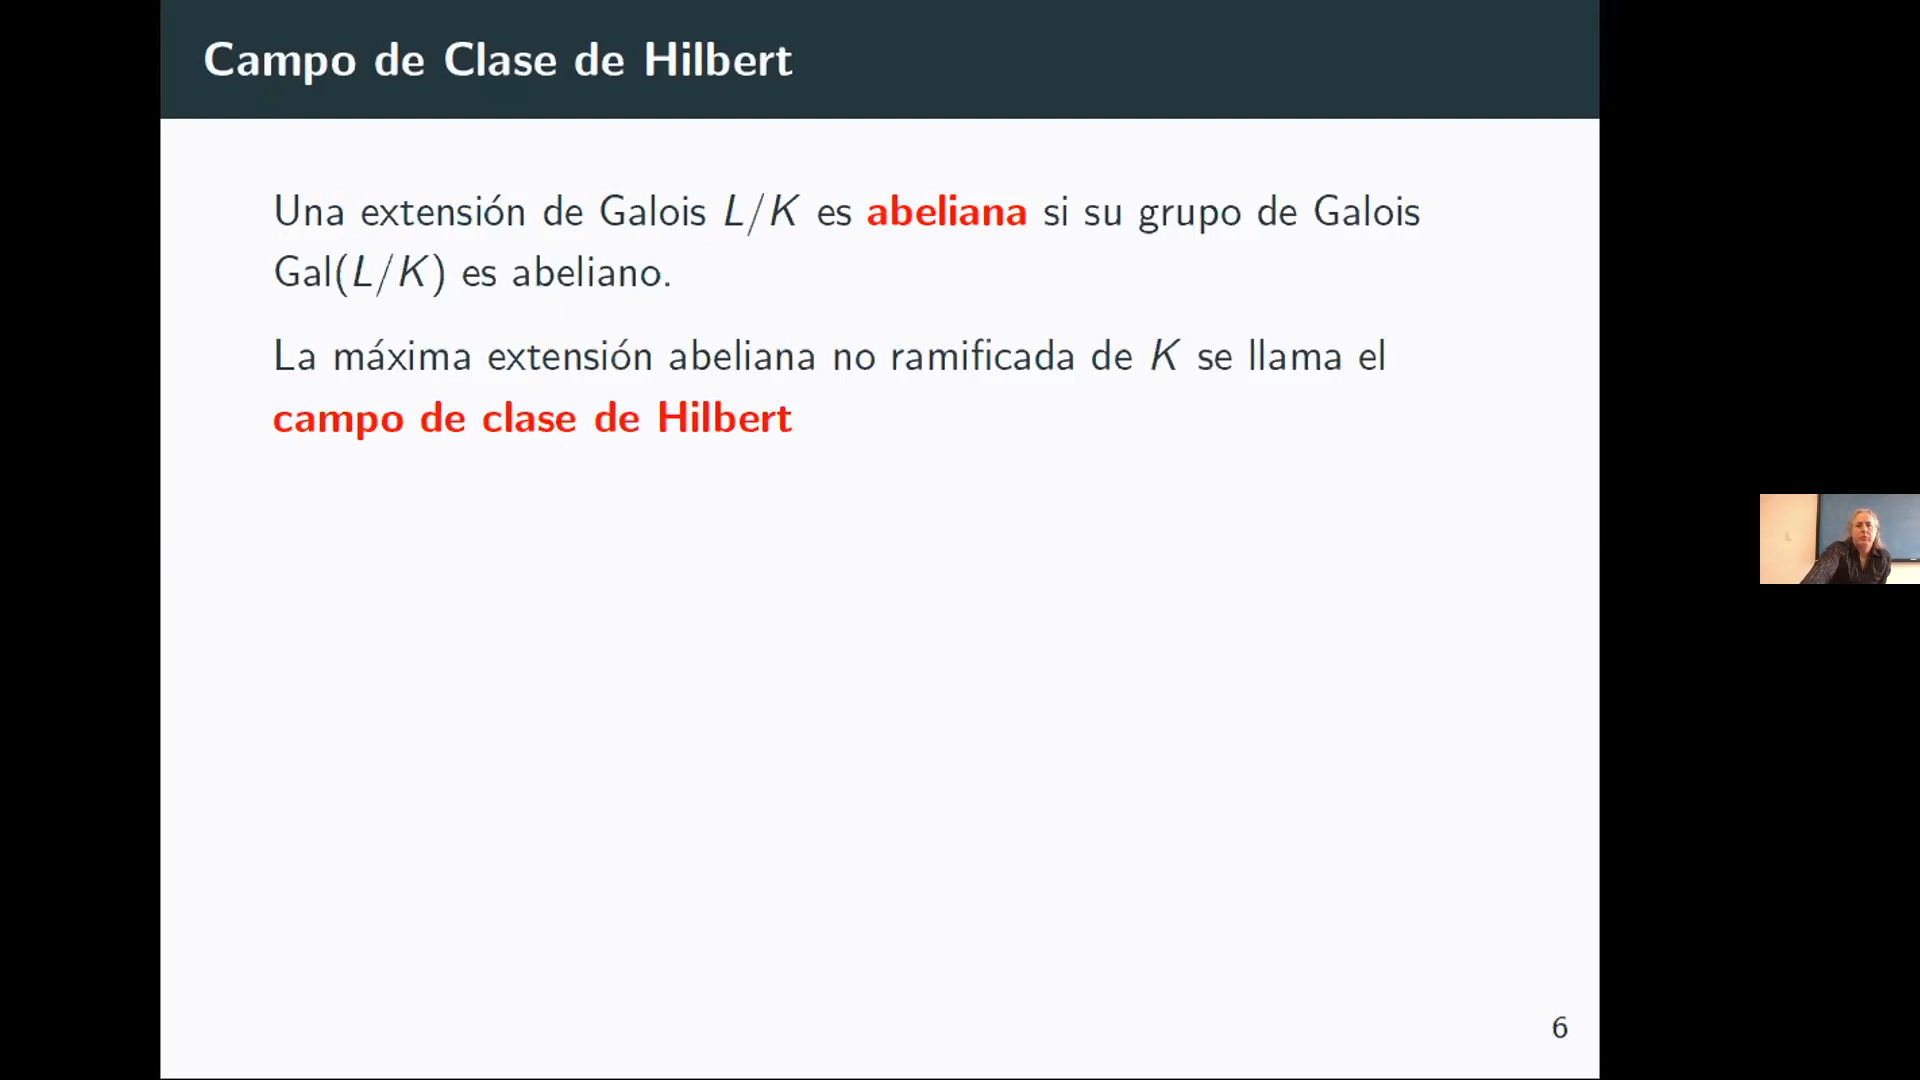 Campo de Clase de Hilbert
Una extensión de Galois L/K es abeliana si su grupo de Galois
Gal(L/K) es abeliano.
La máxima extensión abeliana no ramificada de K se llama el
campo de clase de Hilbert
6